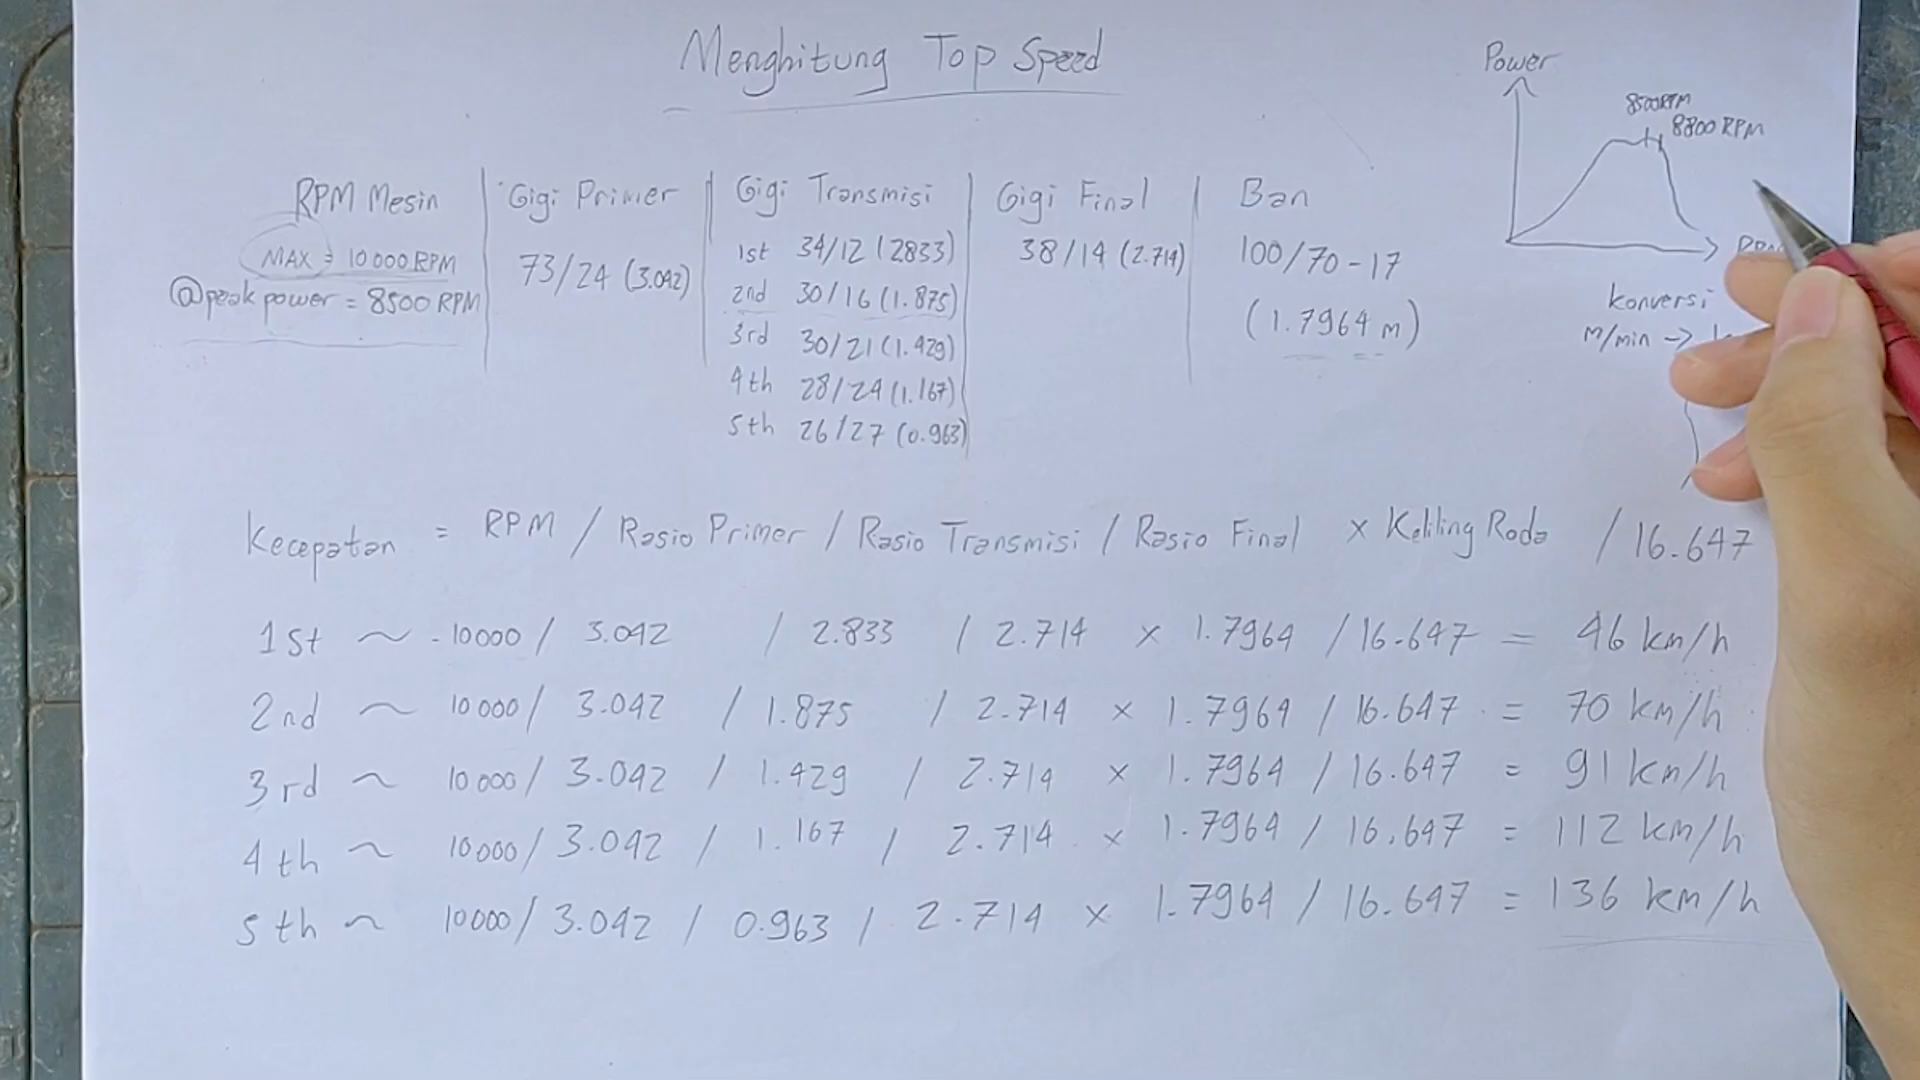 Menghitung Top Speed
Power
8500RPM
8800 RPM
RPM Mesin
MAX = 10 000 RPM
@peak power = 8500 RPM
Gigi Primer
73/24 (3.042)
Gigi Transmisi
1st 34/12 (2833)
2nd 30/16 (1.875)
3rd 30/21 (1.429)
4th 28/24 (1.167)
5th 26/27 (0.963)
Gigi Final
38/14 (2.714)
Ban
100/70-17
(1.7964 m)
konversi
m/min →
Kecepatan = RPM / Rasio Primer / Rasio Transmisi / Rasio Final × Keliling Roda / 16.647
1st ~ 10000 / 3.042 / 2.833 / 2.714 × 1.7964 / 16.647 = 46 km/h
2nd ~ 10000 / 3.042 / 1.875 / 2.714 × 1.7964 / 16.647 = 70 km/h
3rd ~ 10000 / 3.042 / 1.429 / 2.714 × 1.7964 / 16.647 = 91 km/h
4th ~ 10000 / 3.042 / 1.167 / 2.714 × 1.7964 / 16.647 = 112 km/h
5th ~ 10000 / 3.042 / 0.963 / 2.714 × 1.7964 / 16.647 = 136 km/h